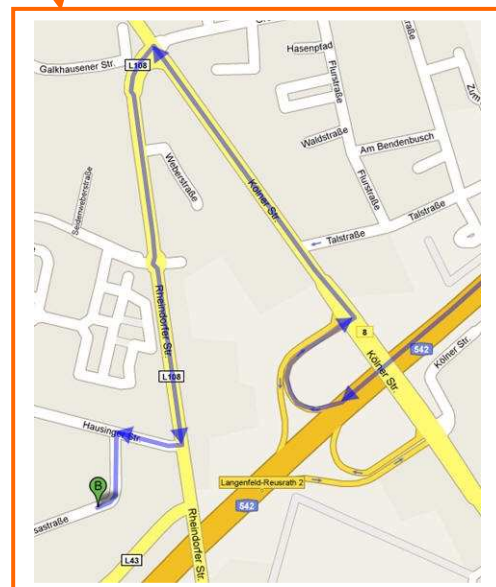 Galkhausener Str.
L108
Hasenpfad
Flurstraße
Waldstraße
Am Bendenbusch
Zum
Weberstraße
Seidenweberstraße
Kölner Str.
Flurstraße
Talstraße
Talstraße
Rheindorfer Str.
8
542
Kölner Str.
Kölner Str.
L108
Hausinger Str.
B
Langenfeld-Reusrath 2
sastraße
542
Rheindorfer Str.
L43